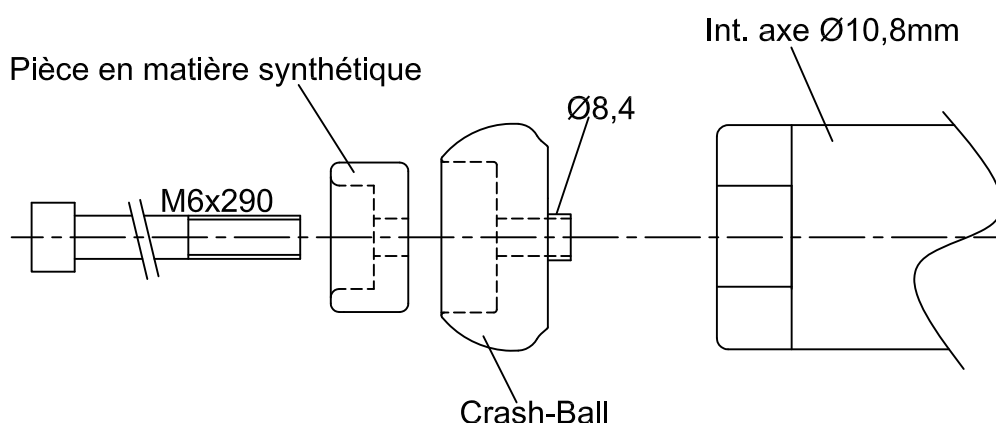 Int. axe Ø10,8mm
Pièce en matière synthétique
Ø8,4
M6x290
Crash-Ball